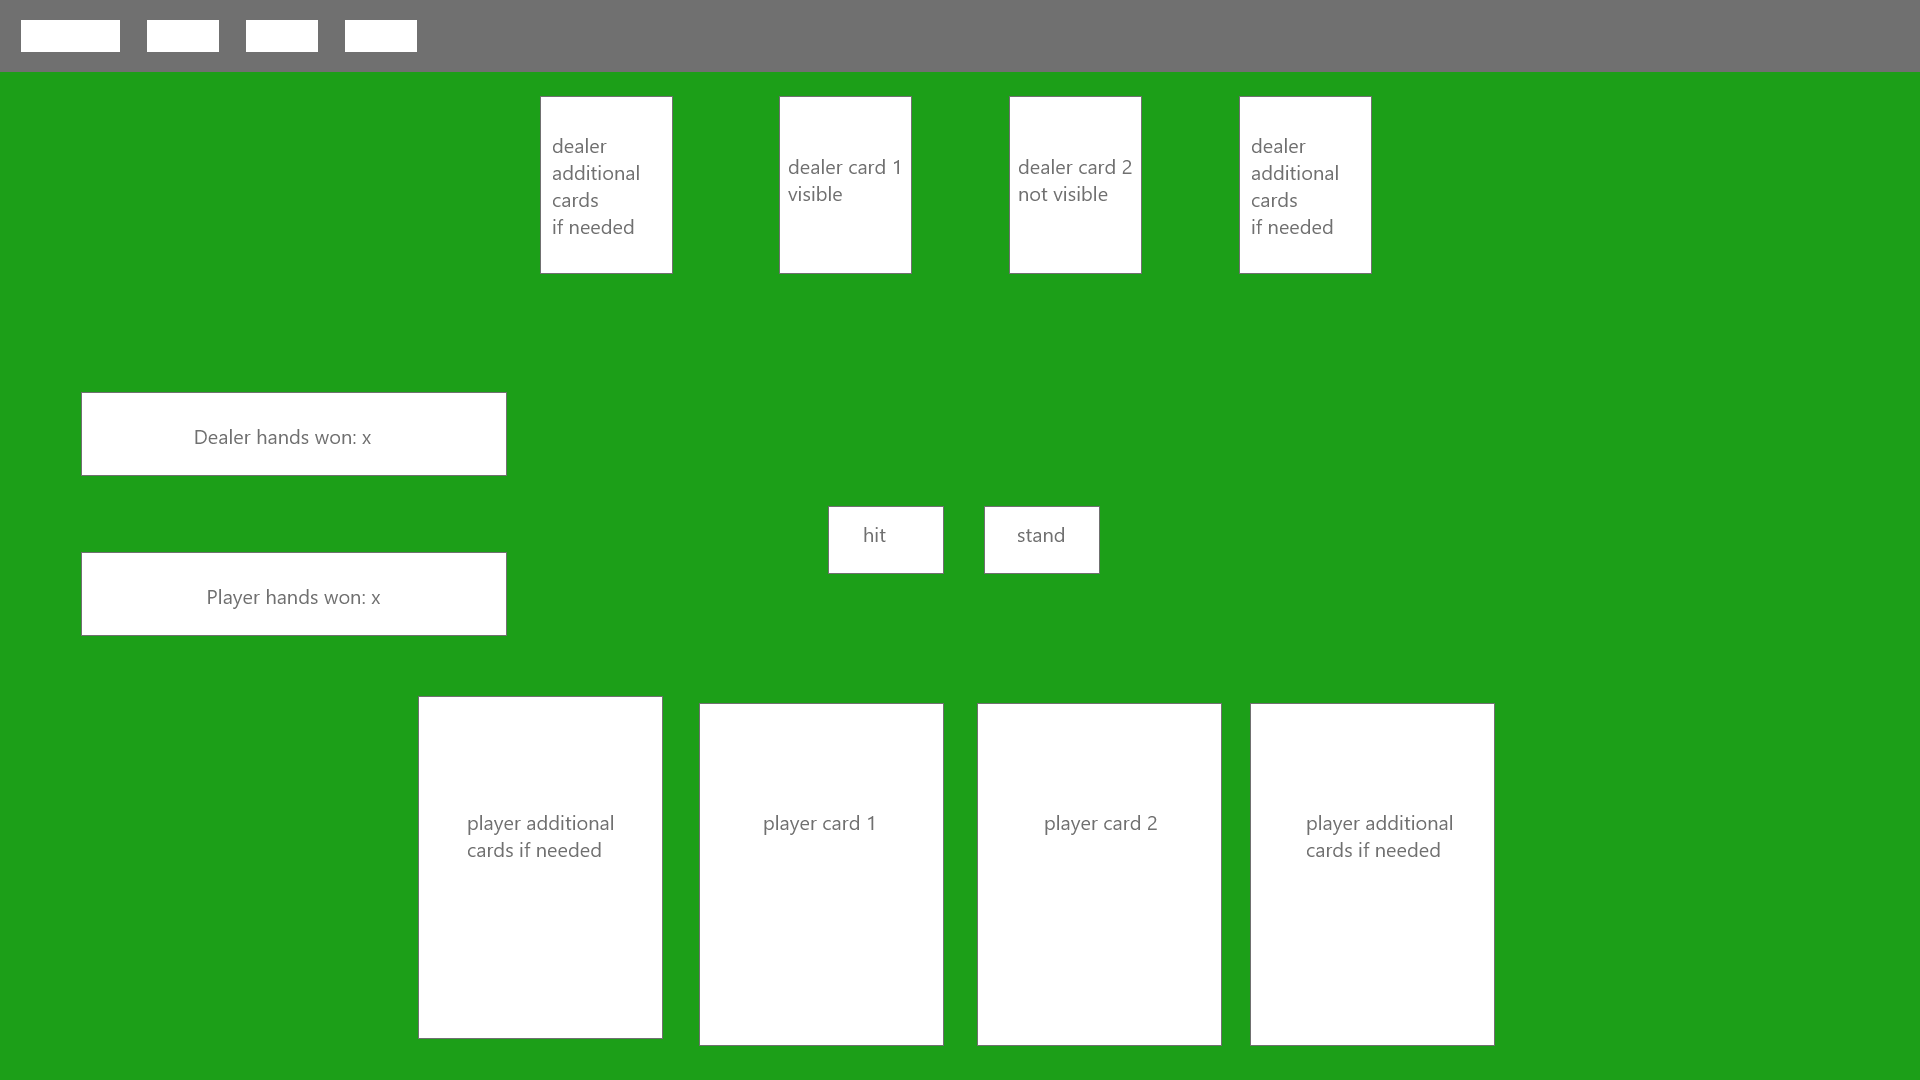 dealer
additional
cards
if needed
dealer card 1
visible
dealer card 2
not visible
dealer
additional
cards
if needed
Dealer hands won: x
hit
stand
Player hands won: x
player additional
cards if needed
player card 1
player card 2
player additional
cards if needed